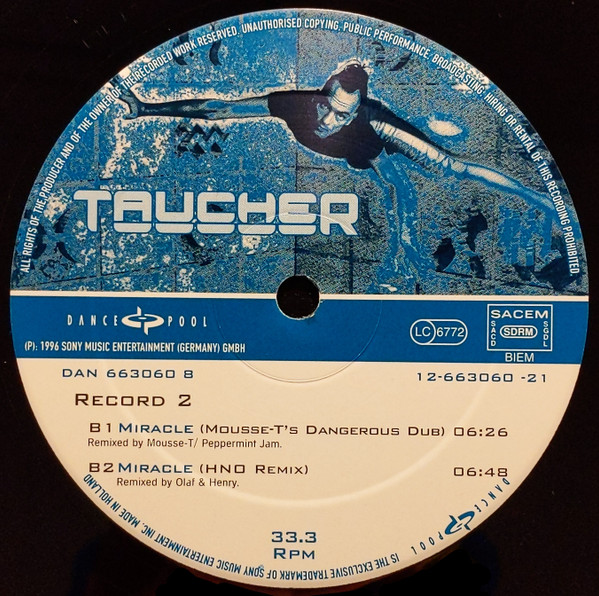 ALL RIGHTS OF THE PRODUCER AND OF THE OWNER OF THE RECORDED WORK RESERVED. UNAUTHORISED COPYING, PUBLIC PERFORMANCE, BROADCASTING, HIRING OR RENTAL OF THIS RECORDING PROHIBITED.
TAUCHER
DANCE POOL
LC 6772
SACEM
SACD SDRM SGDL
BIEM
(P): 1996 SONY MUSIC ENTERTAINMENT (GERMANY) GMBH
DAN 663060 8
12-663060 -21
RECORD 2
B1 MIRACLE (MOUSSE-T'S DANGEROUS DUB) 06:26
Remixed by Mousse-T/ Peppermint Jam.
B2 MIRACLE (HNO REMIX) 06:48
Remixed by Olaf & Henry.
33.3
RPM
DANCE POOL IS THE EXCLUSIVE TRADEMARK OF SONY MUSIC ENTERTAINMENT INC. MADE IN HOLLAND